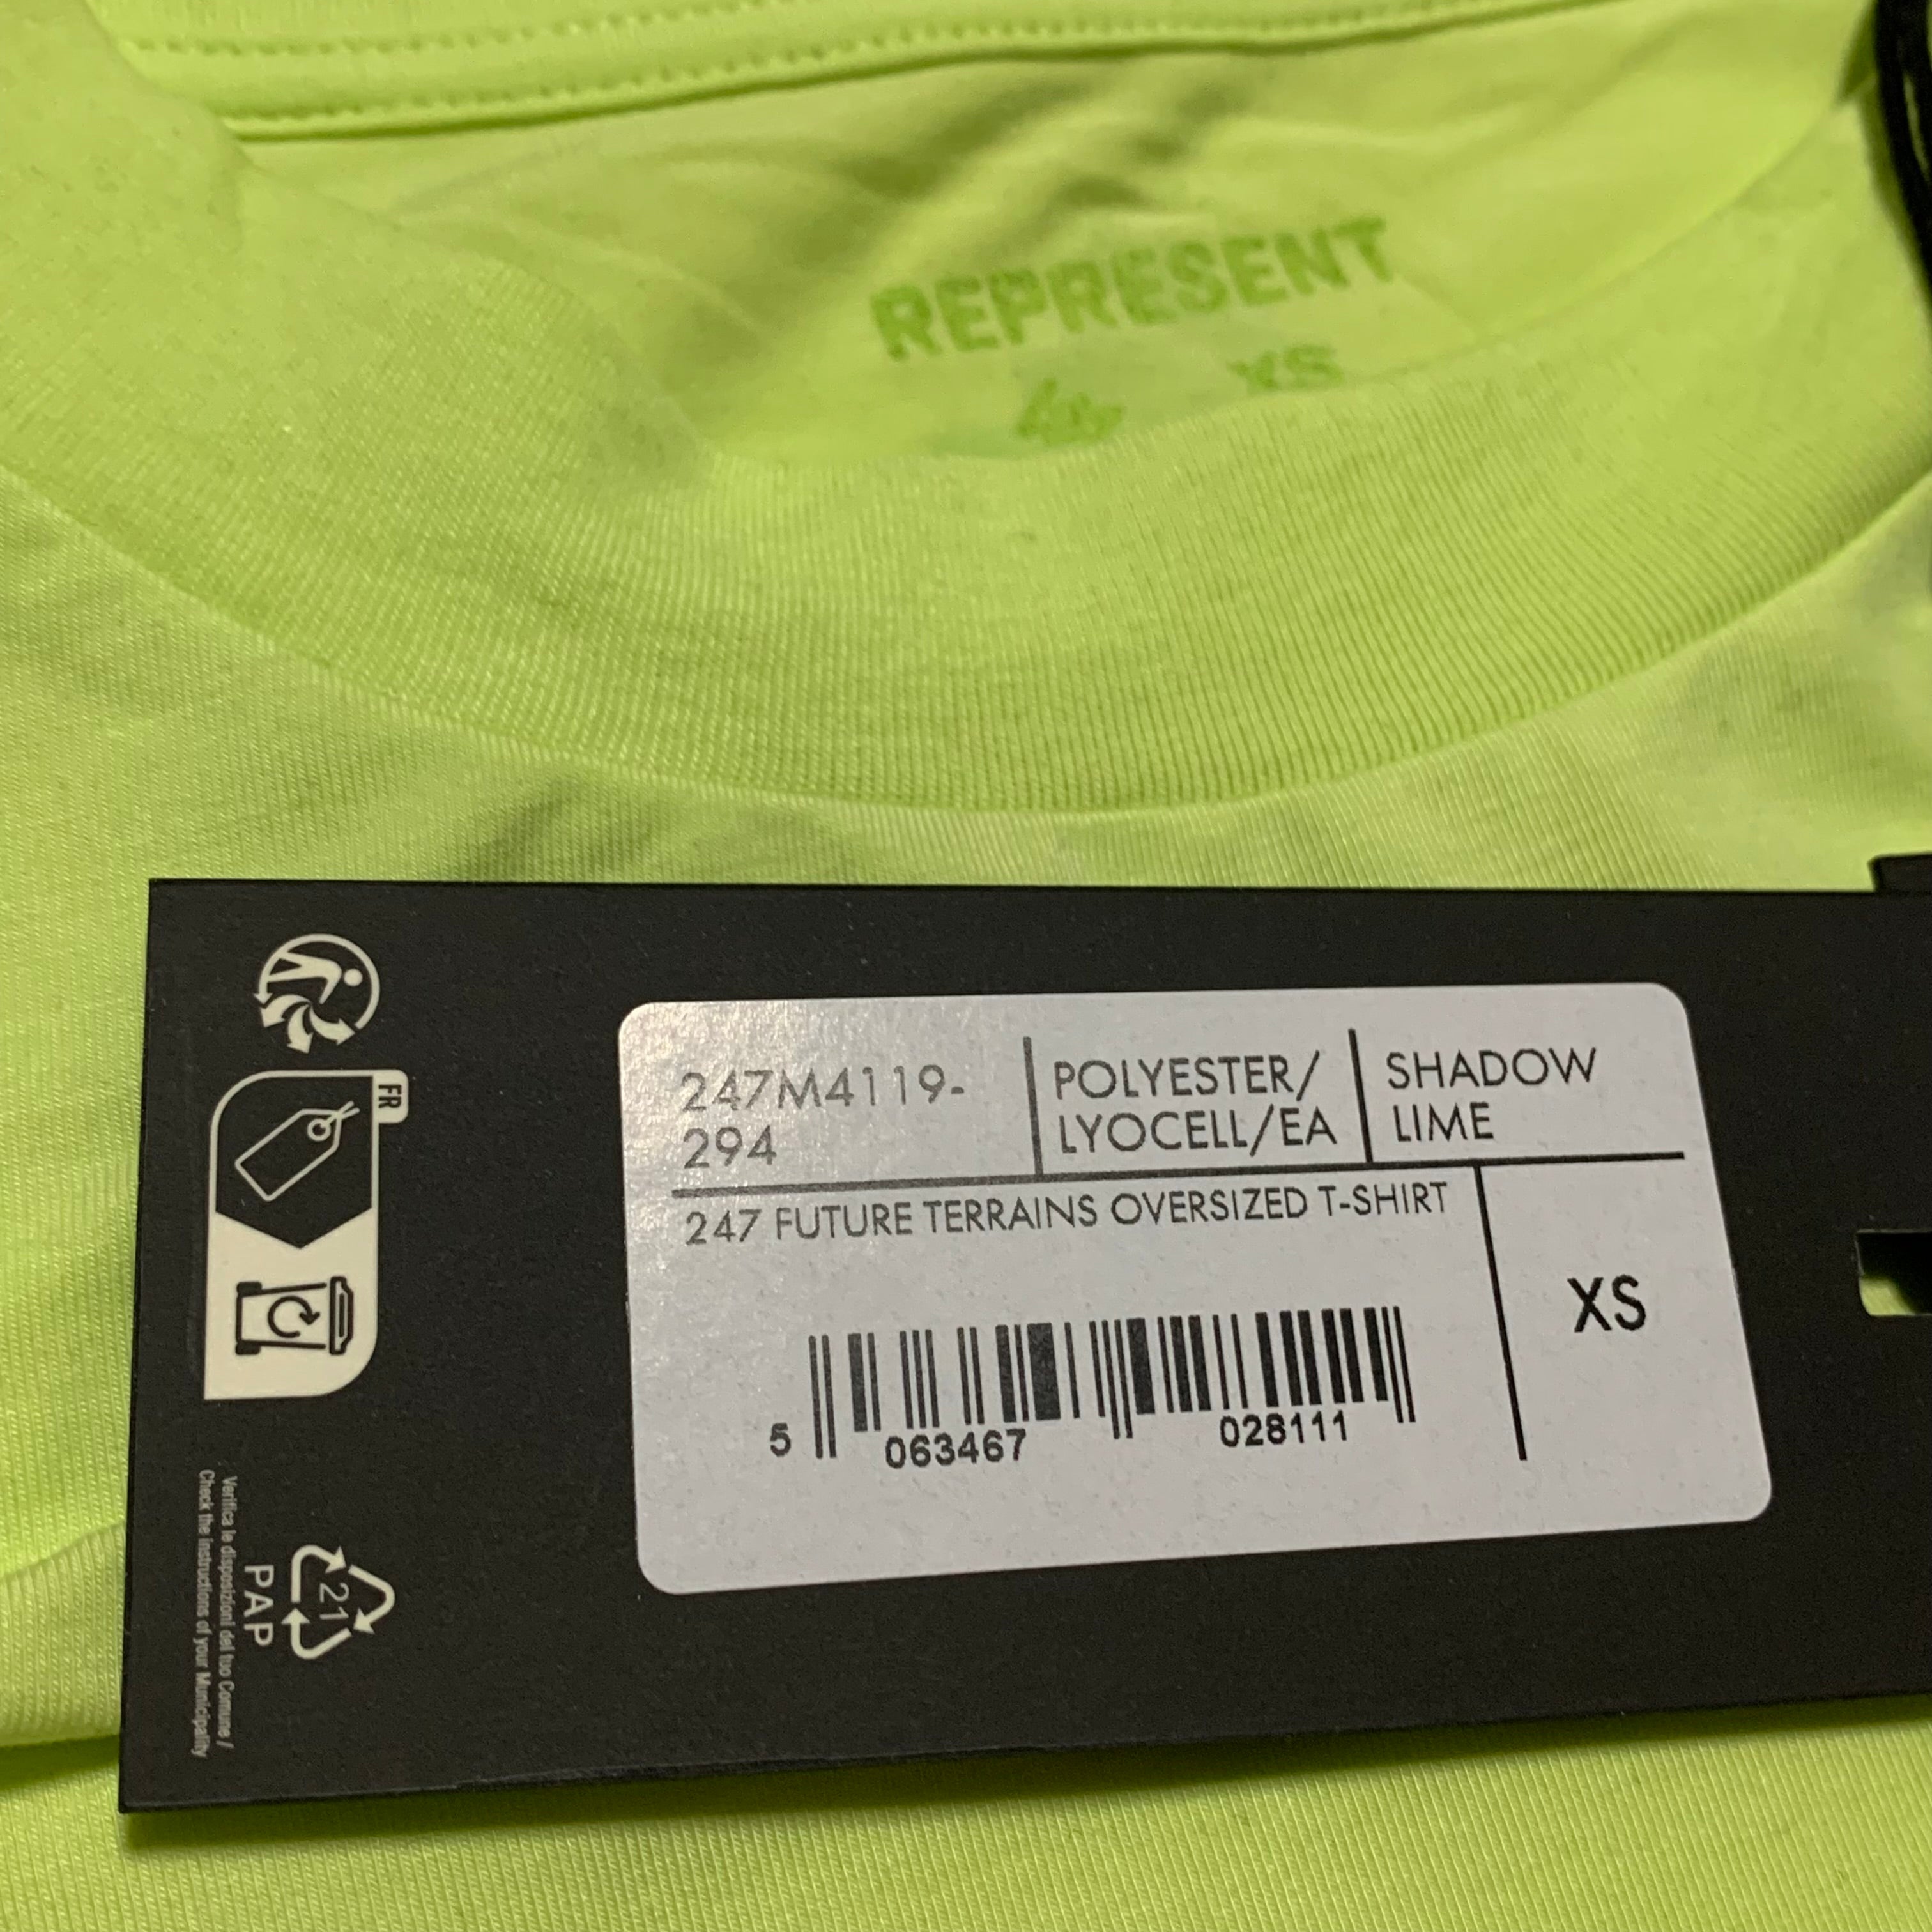 REPRESENT
XS
FR
247M4119-
294
POLYESTER/
LYOCELL/EA
SHADOW
LIME
247 FUTURE TERRAINS OVERSIZED T-SHIRT
XS
5 063467 028111
21
PAP
Verifica le disposizioni del tuo Comune /
Check the instructions of your Municipality